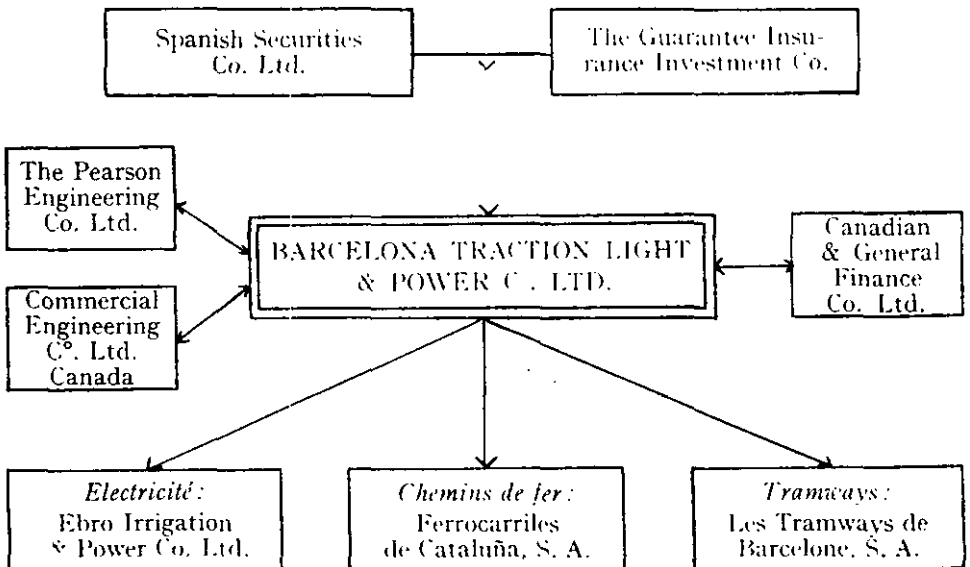 Spanish Securities
Co. Ltd.
The Guarantee Insu-
rance Investment Co.
The Pearson
Engineering
Co. Ltd.
BARCELONA TRACTION LIGHT
& POWER C . LTD.
Canadian
& General
Finance
Co. Ltd.
Commercial
Engineering
C°. Ltd.
Canada
Electricité:
Ebro Irrigation
& Power Co. Ltd.
Chemins de fer:
Ferrocarriles
de Cataluña, S. A.
Tramways:
Les Tramways de
Barcelone, S. A.